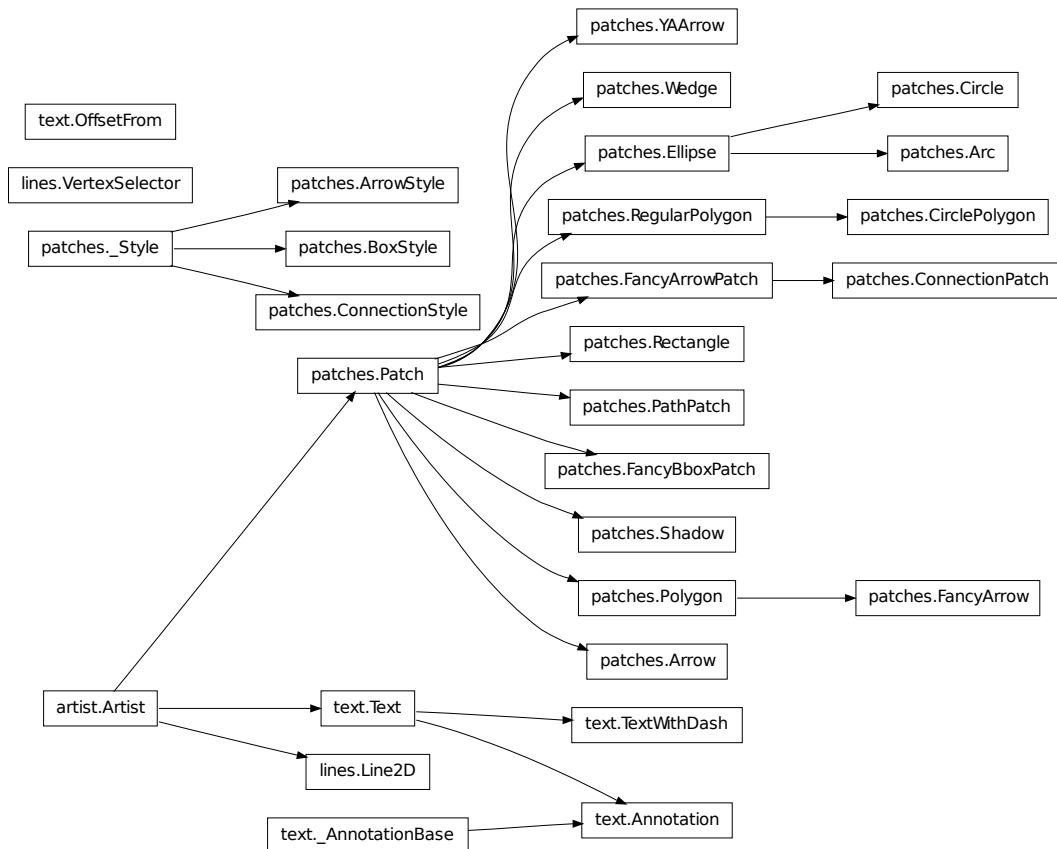 patches.YAArrow
patches.Wedge
patches.Circle
text.OffsetFrom
patches.Ellipse
patches.Arc
lines.VertexSelector
patches.ArrowStyle
patches.RegularPolygon
patches.CirclePolygon
patches._Style
patches.BoxStyle
patches.FancyArrowPatch
patches.ConnectionPatch
patches.ConnectionStyle
patches.Rectangle
patches.Patch
patches.PathPatch
patches.FancyBboxPatch
patches.Shadow
patches.Polygon
patches.FancyArrow
patches.Arrow
artist.Artist
text.Text
text.TextWithDash
lines.Line2D
text.Annotation
text._AnnotationBase